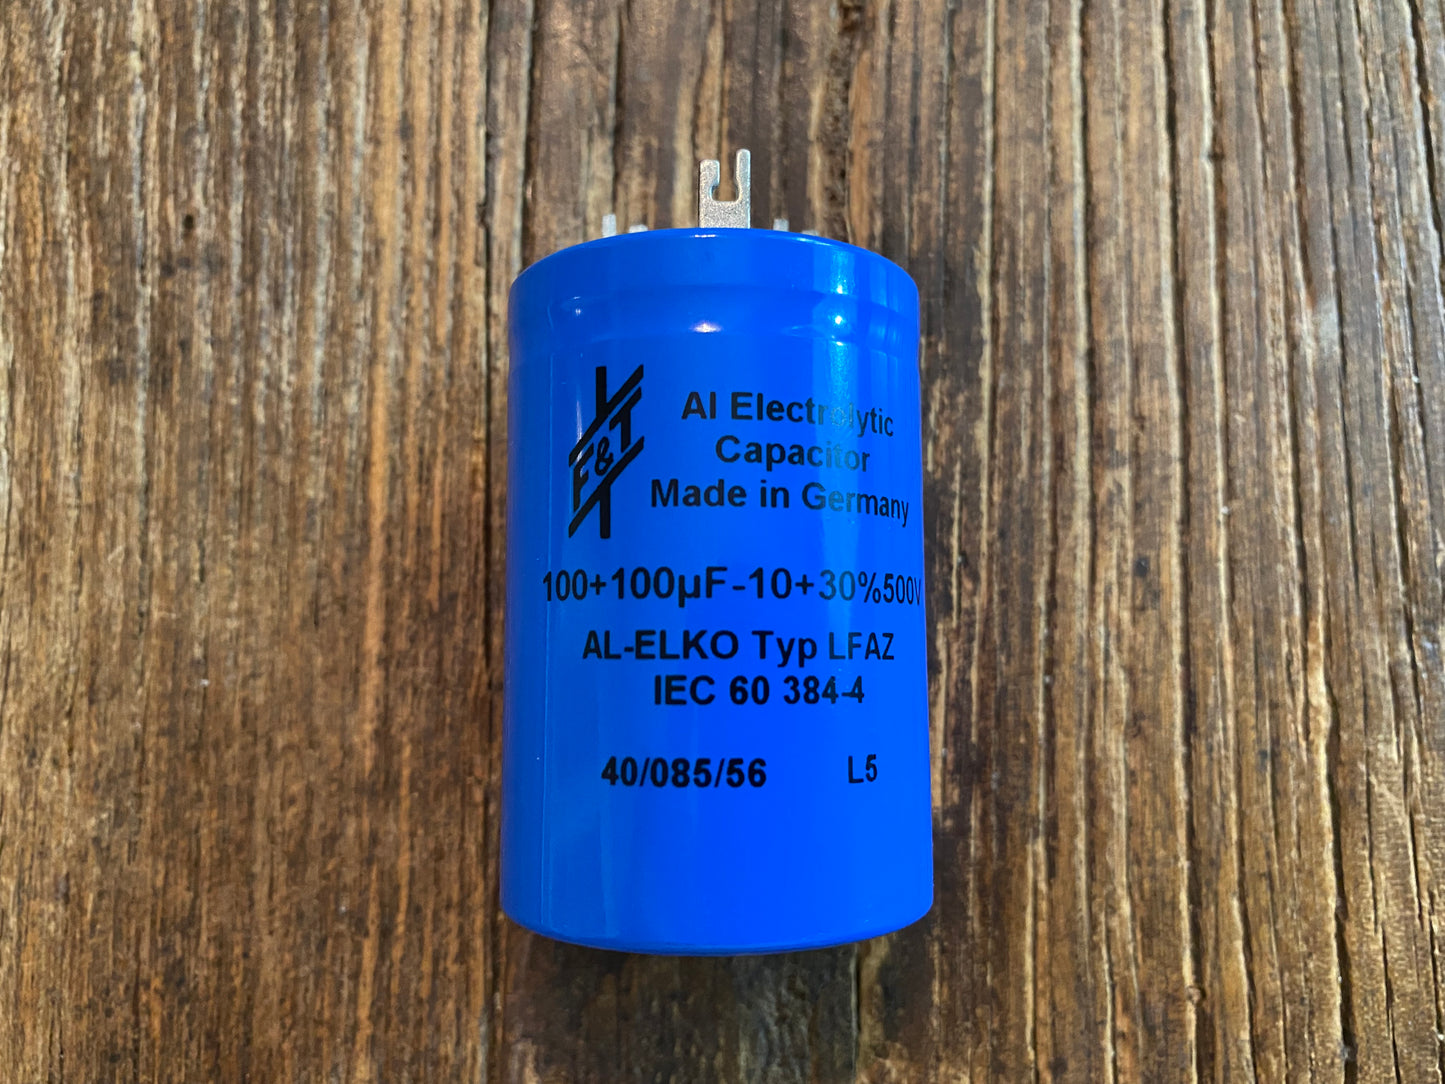 F&T
Al Electrolytic
Capacitor
Made in Germany
100+100µF-10+30%500V
AL-ELKO Typ LFAZ
IEC 60 384-4
40/085/56 L5